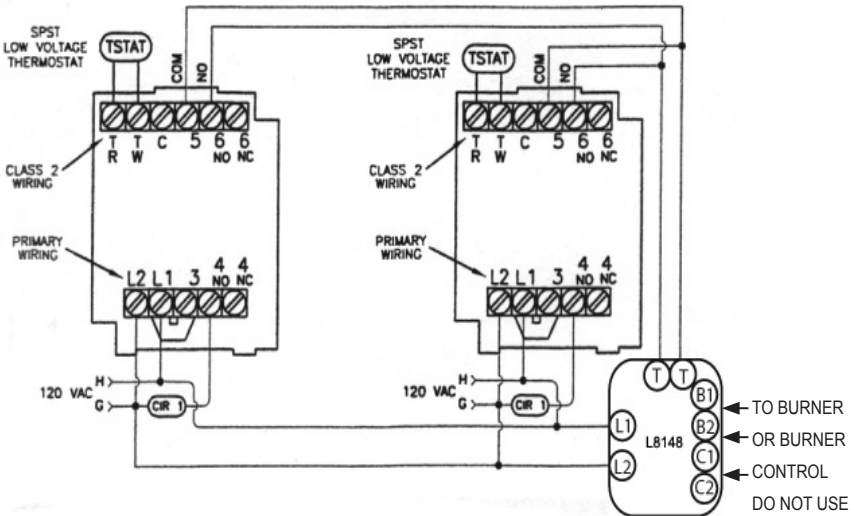 SPST
LOW VOLTAGE
THERMOSTAT
TSTAT
COM
NO
T T C 5 6 6
R W NO NC
CLASS 2
WIRING
PRIMARY
WIRING
L2 L1 3 4 4
NO NC
120 VAC
H
G
CIR 1
SPST
LOW VOLTAGE
THERMOSTAT
TSTAT
COM
NO
T T C 5 6 6
R W NO NC
CLASS 2
WIRING
PRIMARY
WIRING
L2 L1 3 4 4
NO NC
120 VAC
H
G
CIR 1
T T
L1
L2
L8148
B1
B2
C1
C2
TO BURNER
OR BURNER
CONTROL
DO NOT USE